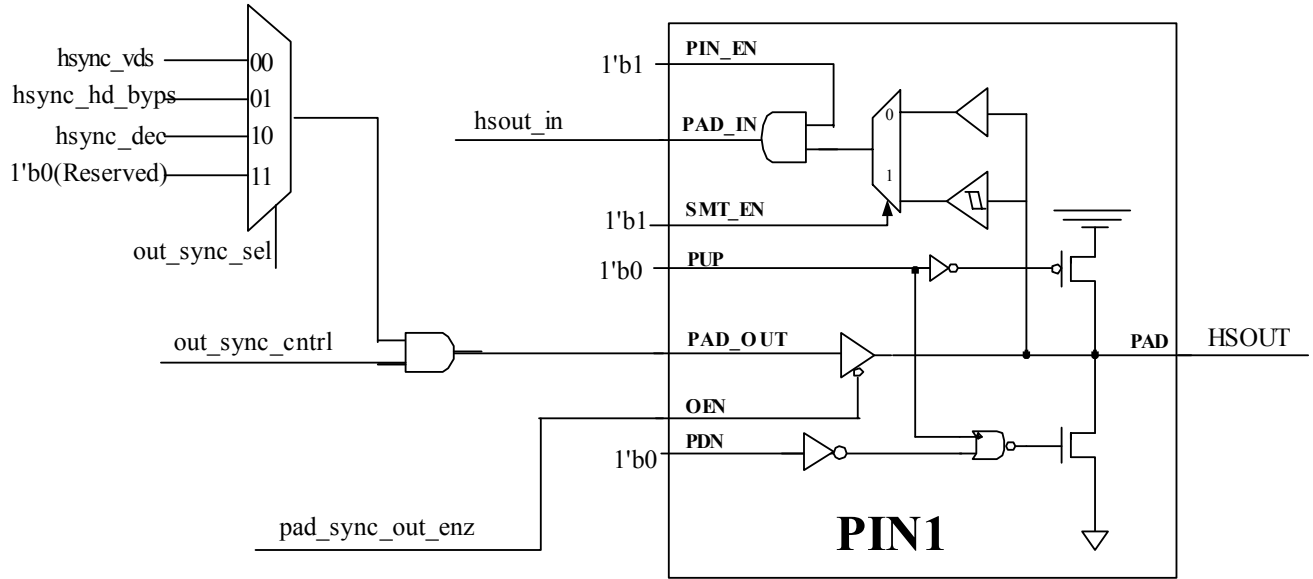 hsync_vds
00
hsync_hd_byps
01
hsync_dec
10
1'b0(Reserved)
11
out_sync_sel
out_sync_cntrl
pad_sync_out_enz
hsout_in
1'b1
PIN_EN
PAD_IN
0
1
1'b1
SMT_EN
1'b0
PUP
PAD_OUT
PAD
HSOUT
OEN
1'b0
PDN
PIN1